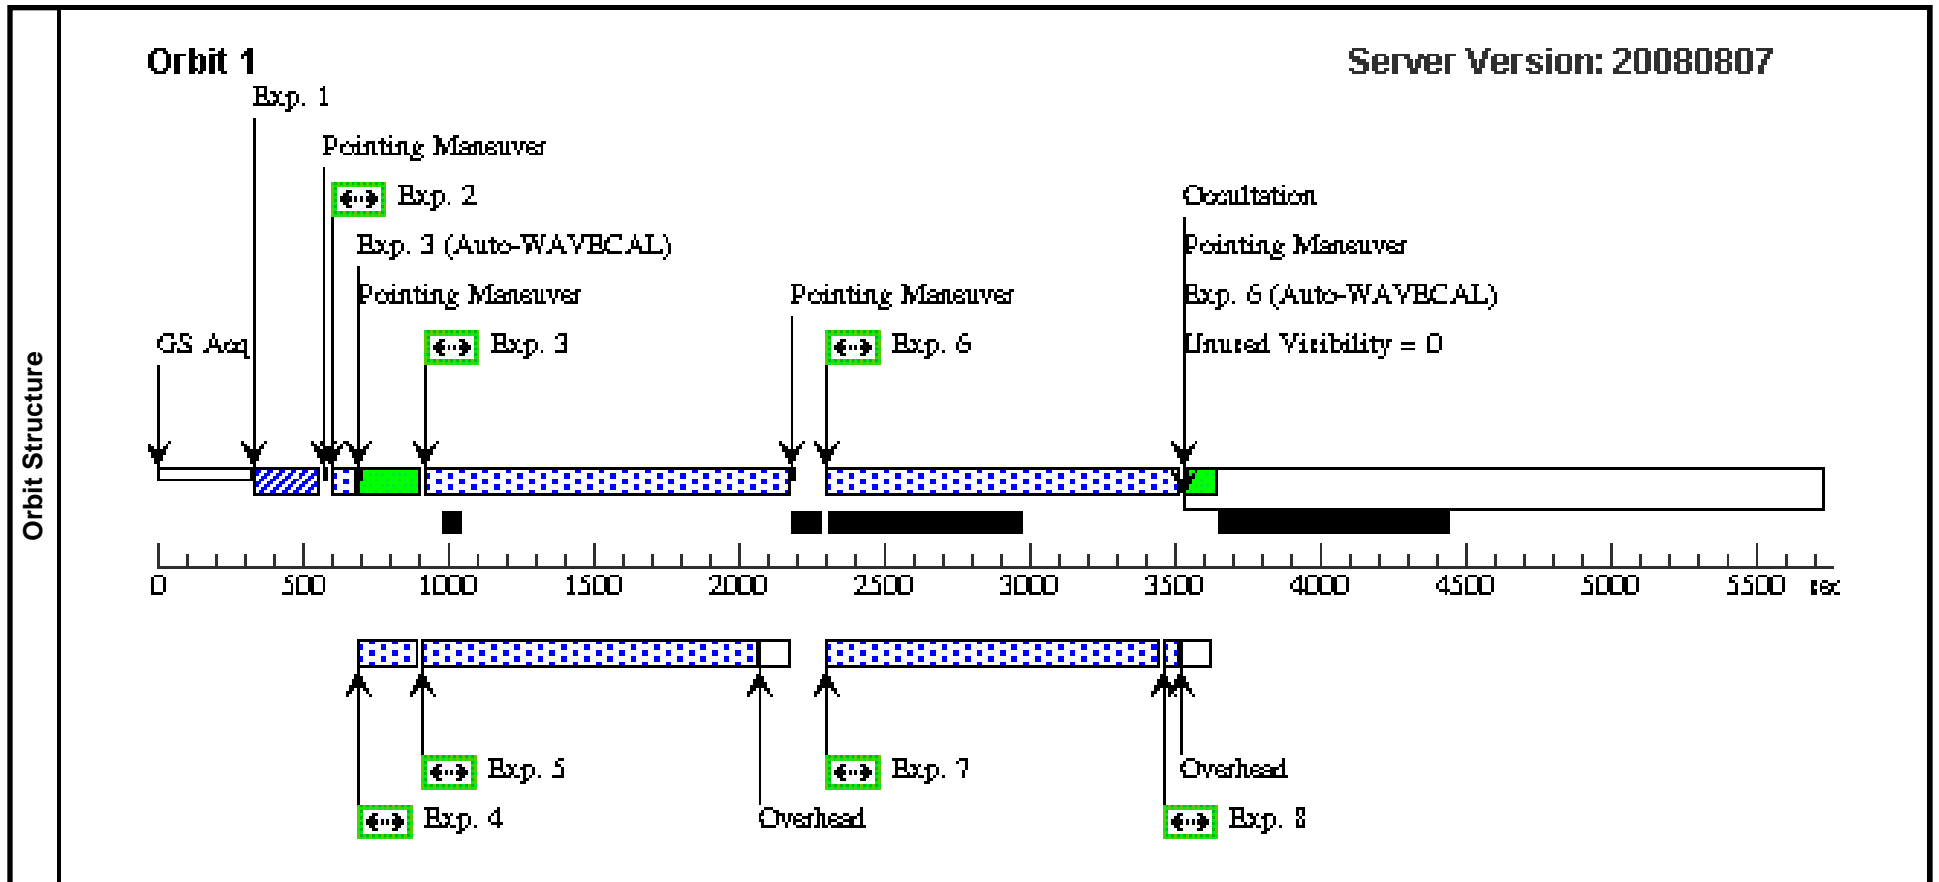 Orbit 1
Server Version: 20080807
Exp. 1
Pointing Maneuver
Exp. 2
Occultation
Exp. 3 (Auto-WAVECAL)
Pointing Maneuver
Pointing Maneuver
Pointing Maneuver
Exp. 6 (Auto-WAVECAL)
GS Acq
Exp. 3
Exp. 6
Unused Visibility = 0
Orbit Structure
0 500 1000 1500 2000 2500 3000 3500 4000 4500 5000 5500 sec
Exp. 5
Exp. 7
Overhead
Exp. 4
Overhead
Exp. 8